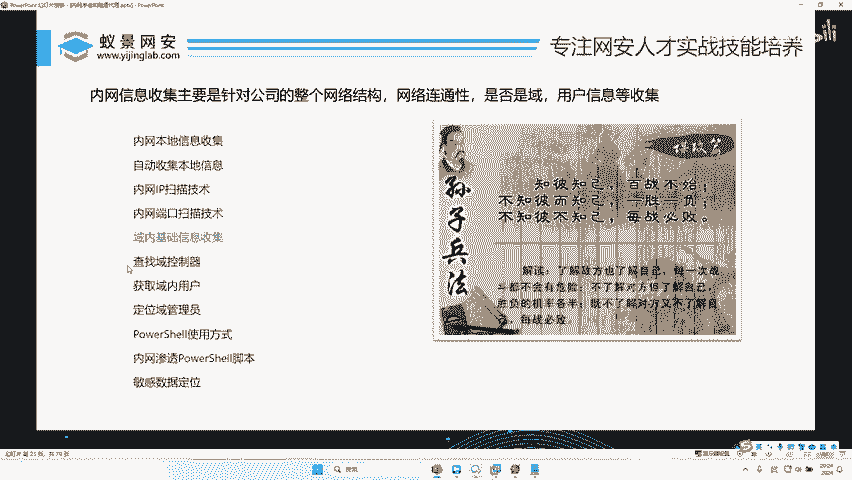 蚁景网安
www.yijinglab.com
专注网安人才实战技能培养
内网信息收集主要是针对公司的整个网络结构，网络连通性，是否是域，用户信息等收集
内网本地信息收集
自动收集本地信息
内网IP扫描技术
内网端口扫描技术
域内基础信息收集
查找域控制器
获取域内用户
定位域管理员
PowerShell使用方式
内网渗透PowerShell脚本
敏感数据定位
孙子兵法
知彼知己，百战不殆；
不知彼而知己，一胜一负；
不知彼不知己，每战必败。
解读：了解敌方也了解自己，每一次战
斗都不会有危险；不了解对方但了解自己，
胜负的机率各半；既不了解对方又不了解自
己，每战必败。